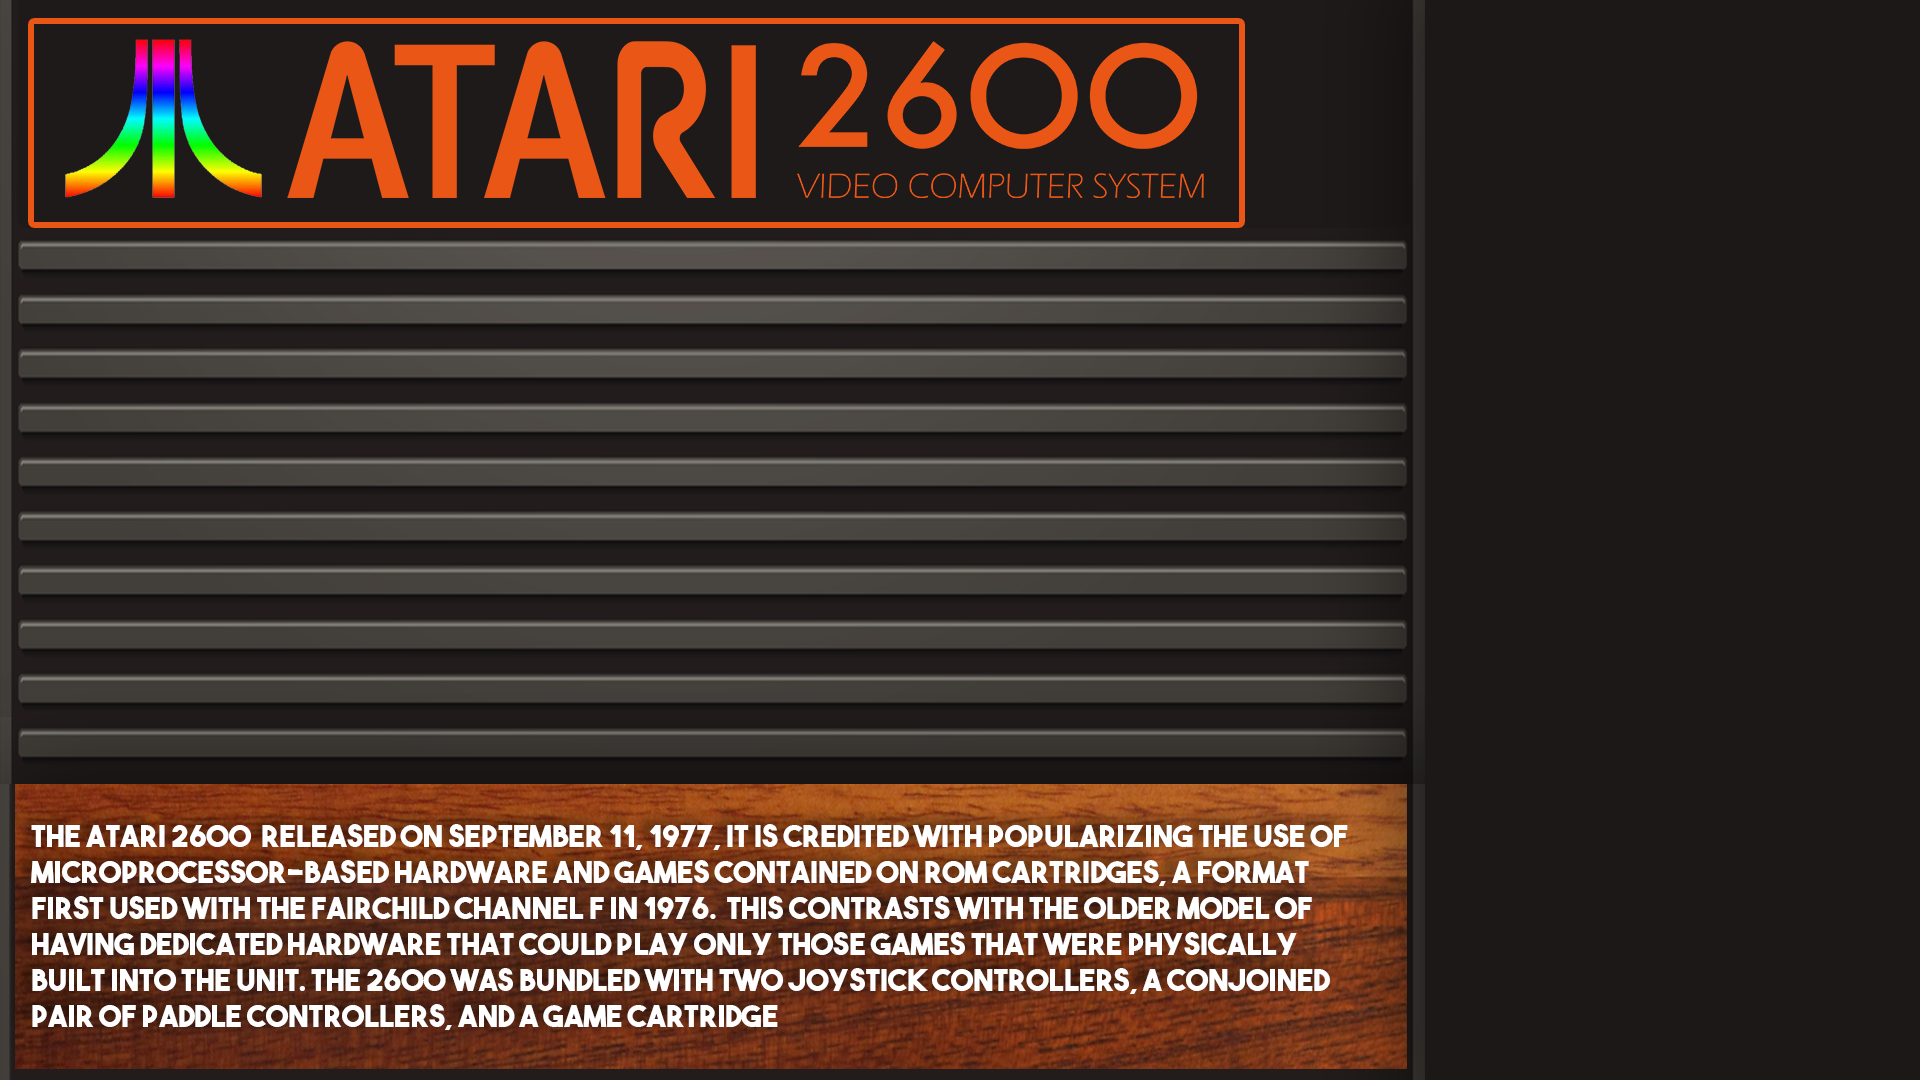 ATARI 2600
VIDEO COMPUTER SYSTEM
THE ATARI 2600 RELEASED ON SEPTEMBER 11, 1977, IT IS CREDITED WITH POPULARIZING THE USE OF
MICROPROCESSOR-BASED HARDWARE AND GAMES CONTAINED ON ROM CARTRIDGES, A FORMAT
FIRST USED WITH THE FAIRCHILD CHANNEL F IN 1976. THIS CONTRASTS WITH THE OLDER MODEL OF
HAVING DEDICATED HARDWARE THAT COULD PLAY ONLY THOSE GAMES THAT WERE PHYSICALLY
BUILT INTO THE UNIT. THE 2600 WAS BUNDLED WITH TWO JOYSTICK CONTROLLERS, A CONJOINED
PAIR OF PADDLE CONTROLLERS, AND A GAME CARTRIDGE